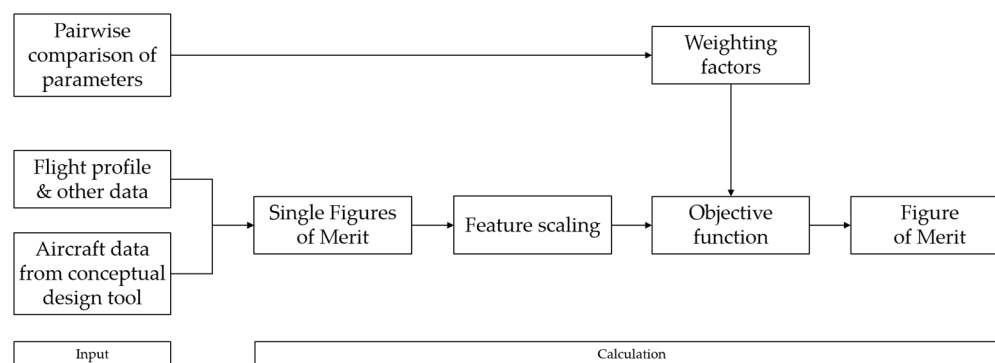 Pairwise
comparison of
parameters
Weighting
factors
Flight profile
& other data
Single Figures
of Merit
Feature scaling
Objective
function
Figure
of Merit
Aircraft data
from conceptual
design tool
Input
Calculation